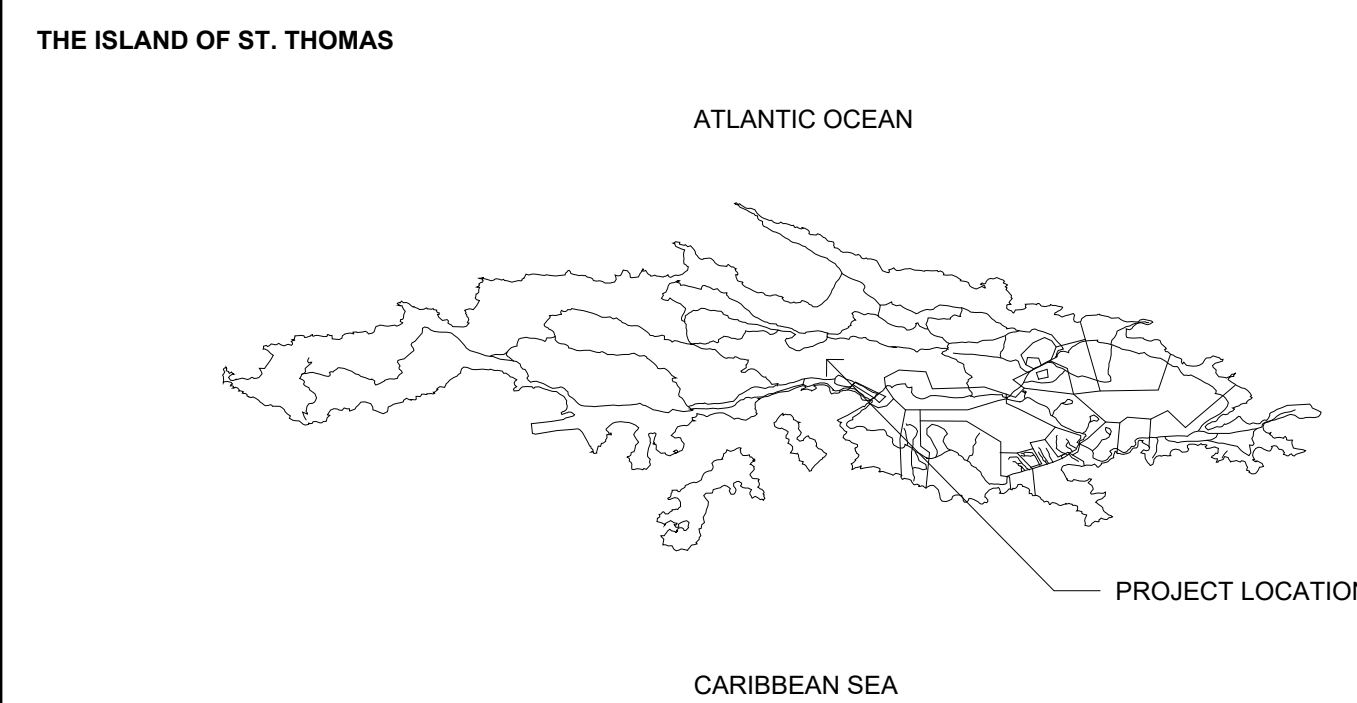 THE ISLAND OF ST. THOMAS
ATLANTIC OCEAN
PROJECT LOCATION
CARIBBEAN SEA